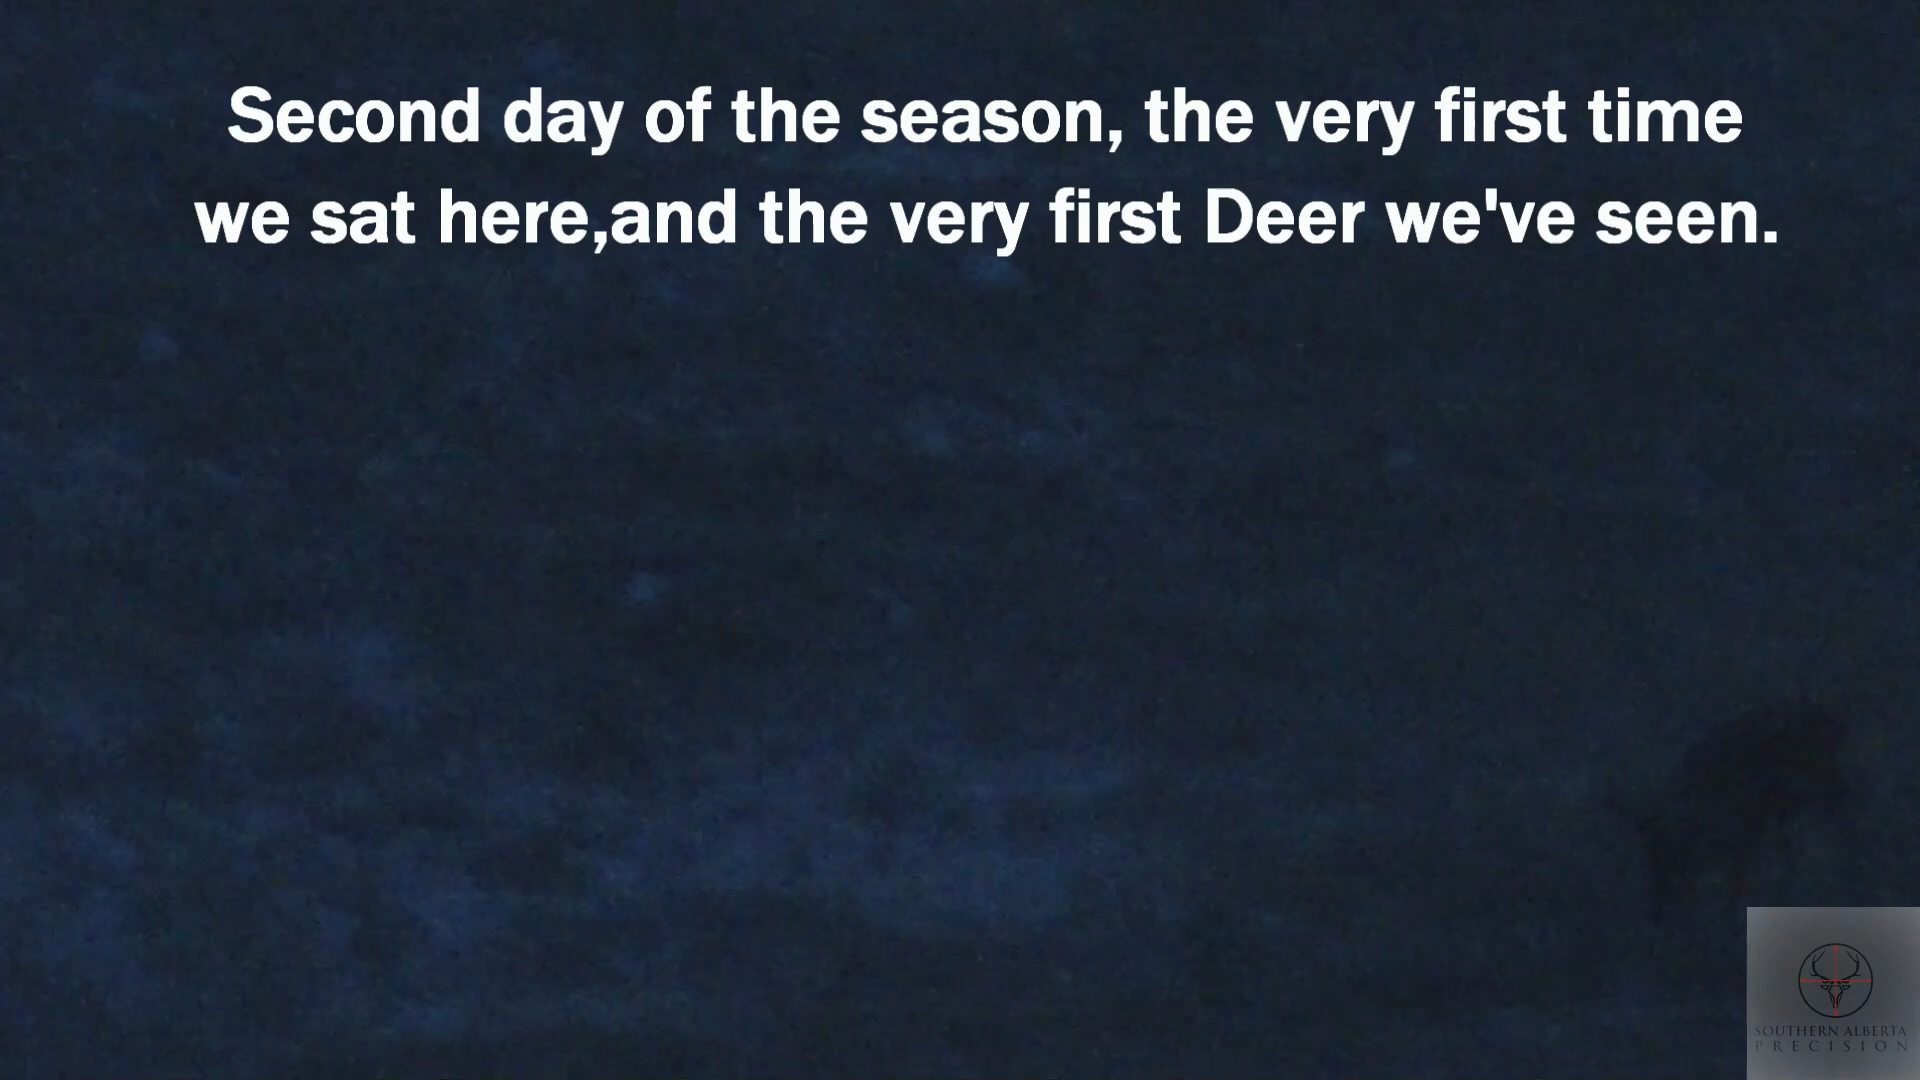 Second day of the season, the very first time
we sat here,and the very first Deer we've seen.
SOUTHERN ALBERTA
PRECISION